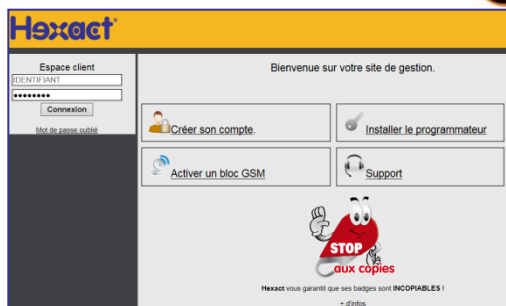 Hexact®
Espace client
IDENTIFIANT
Connexion
Mot de passe oublié
Bienvenue sur votre site de gestion.
Créer son compte.
Installer le programmateur
Activer un bloc GSM
Support
STOP
aux copies
Hexact vous garantit que ses badges sont INCOPIABLES !
+ d'infos